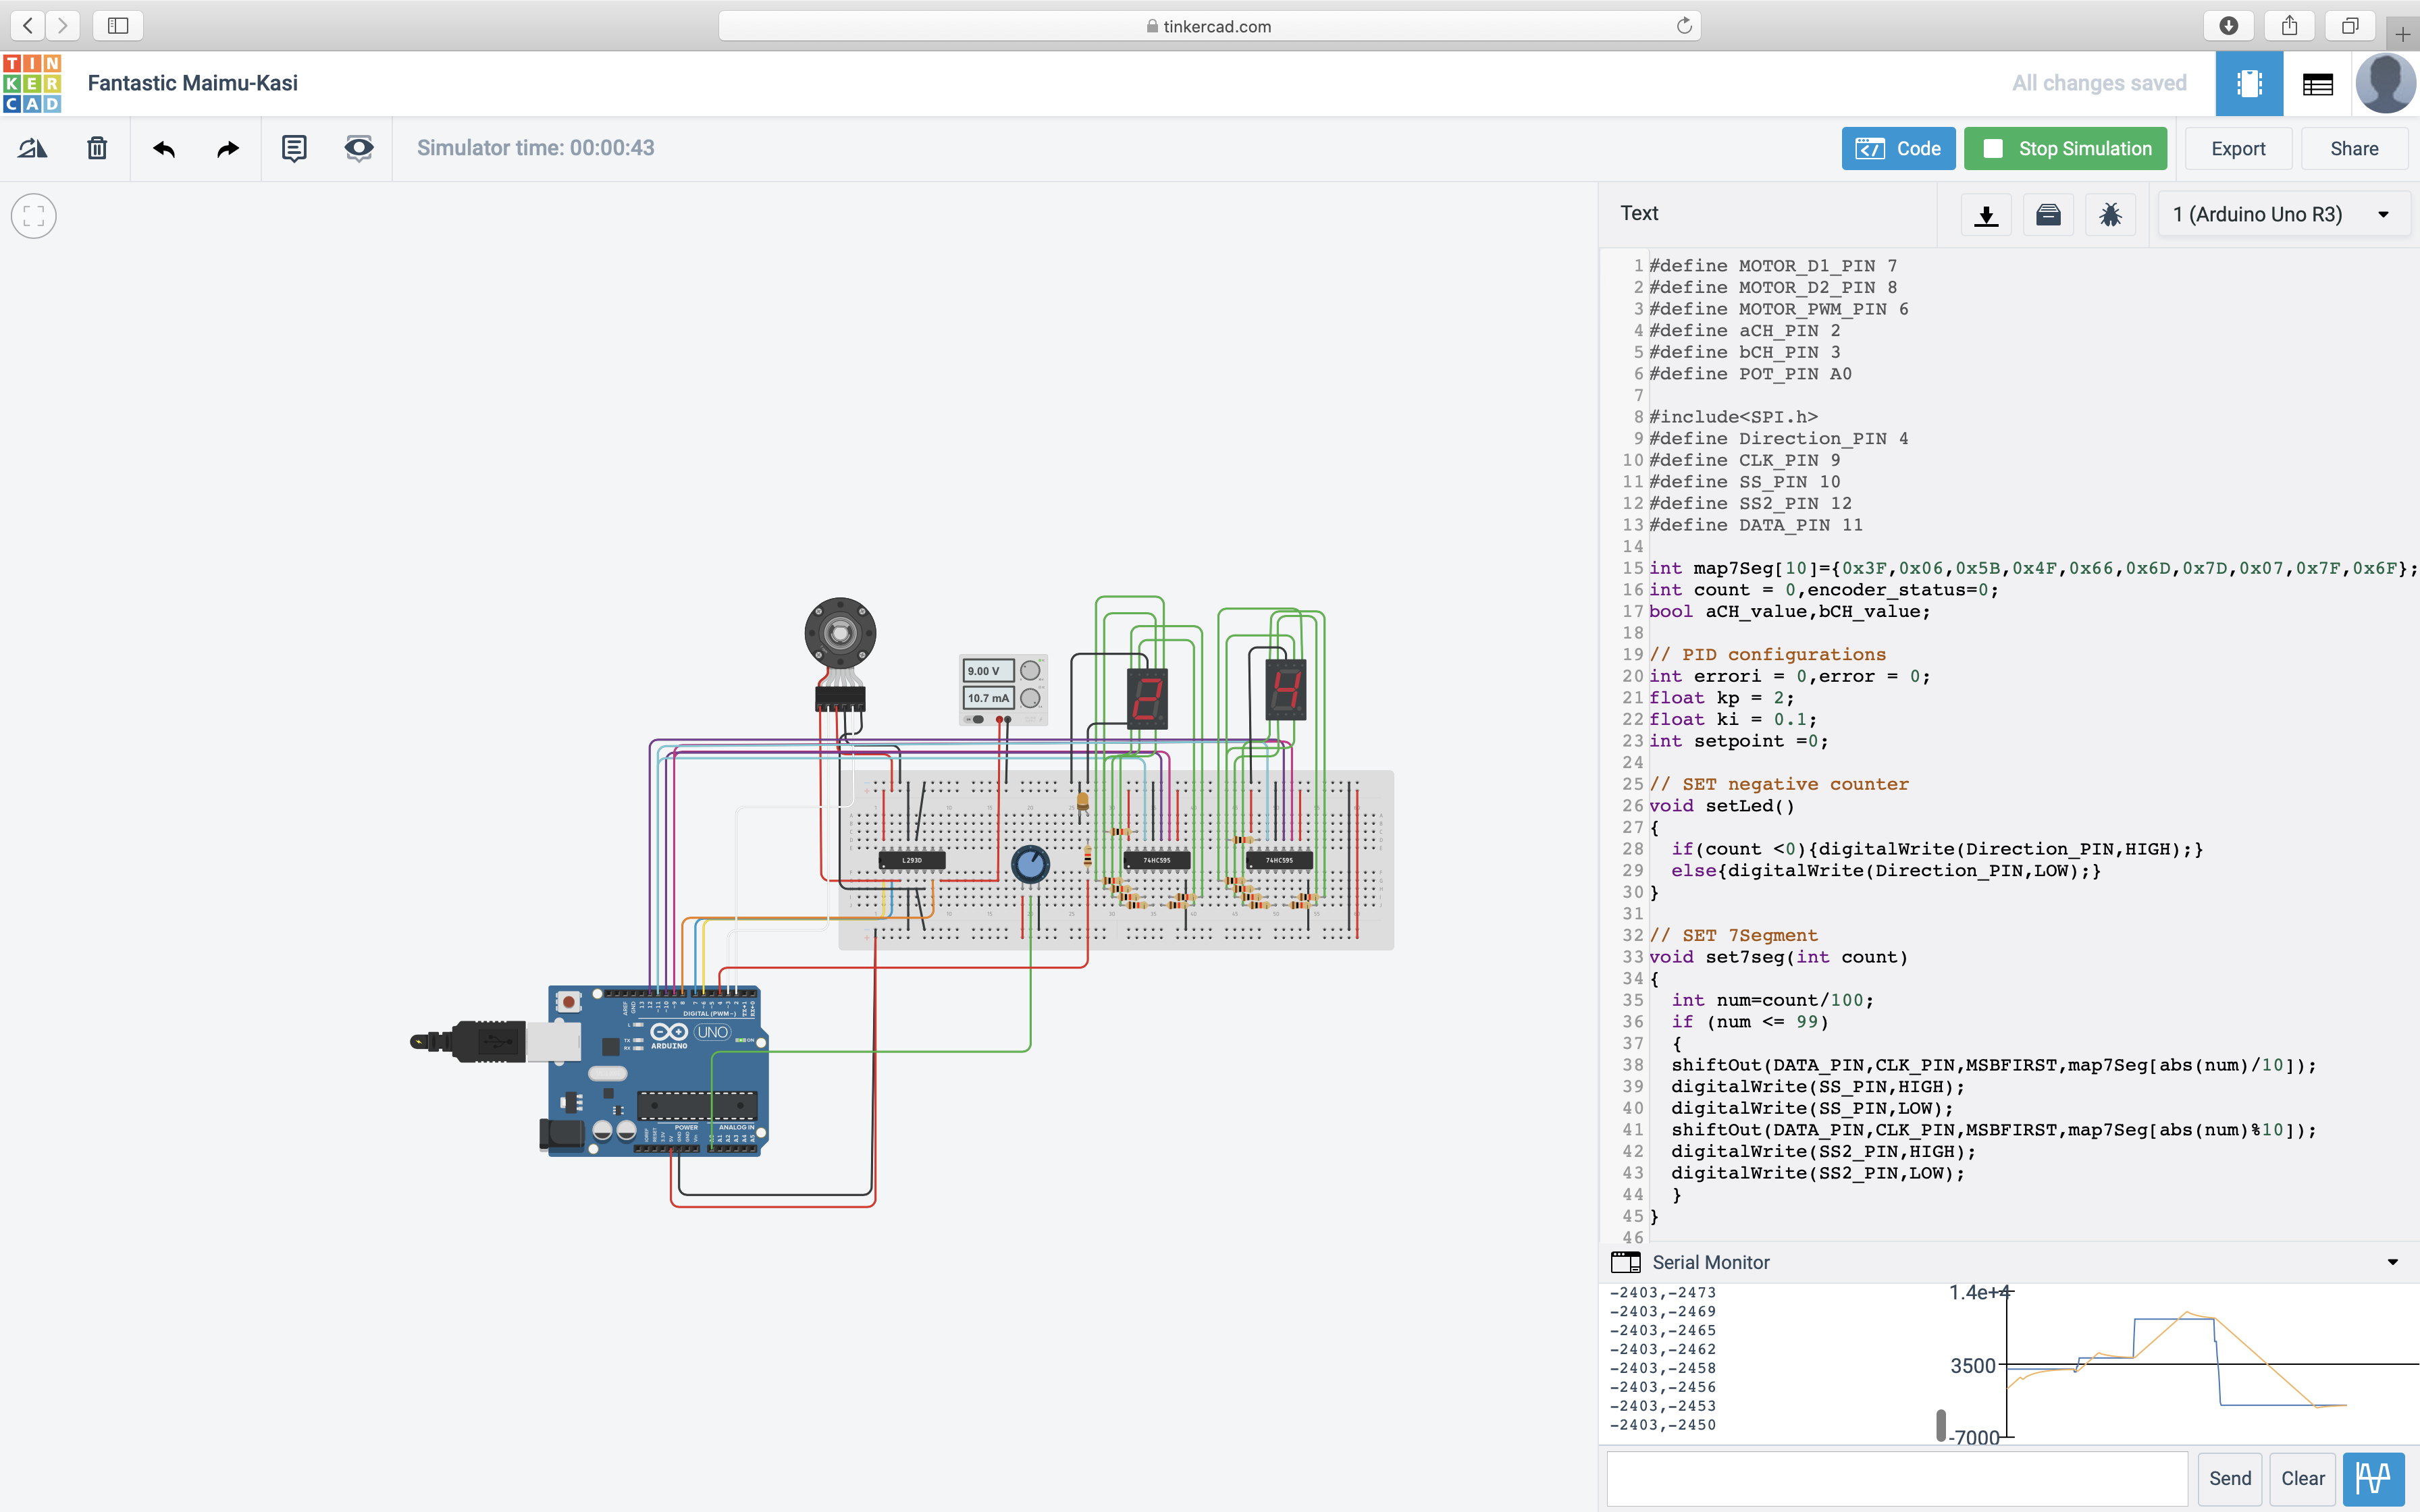 tinkercad.com
TIN
KER
CAD
Fantastic Maimu-Kasi
All changes saved
Simulator time: 00:00:43
Code
Stop Simulation
Export
Share
Text
1 (Arduino Uno R3)
1 #define MOTOR_D1_PIN 7
2 #define MOTOR_D2_PIN 8
3 #define MOTOR_PWM_PIN 6
4 #define aCH_PIN 2
5 #define bCH_PIN 3
6 #define POT_PIN A0
7
8 #include<SPI.h>
9 #define Direction_PIN 4
10 #define CLK_PIN 9
11 #define SS_PIN 10
12 #define SS2_PIN 12
13 #define DATA_PIN 11
14
15 int map7Seg[10]={0x3F,0x06,0x5B,0x4F,0x66,0x6D,0x7D,0x07,0x7F,0x6F};
16 int count = 0,encoder_status=0;
17 bool aCH_value,bCH_value;
18
19 // PID configurations
20 int errori = 0,error = 0;
21 float kp = 2;
22 float ki = 0.1;
23 int setpoint =0;
24
25 // SET negative counter
26 void setLed()
27 {
28 if(count <0){digitalWrite(Direction_PIN,HIGH);}
29 else{digitalWrite(Direction_PIN,LOW);}
30 }
31
32 // SET 7Segment
33 void set7seg(int count)
34 {
35 int num=count/100;
36 if (num <= 99)
37 {
38 shiftOut(DATA_PIN,CLK_PIN,MSBFIRST,map7Seg[abs(num)/10]);
39 digitalWrite(SS_PIN,HIGH);
40 digitalWrite(SS_PIN,LOW);
41 shiftOut(DATA_PIN,CLK_PIN,MSBFIRST,map7Seg[abs(num)%10]);
42 digitalWrite(SS2_PIN,HIGH);
43 digitalWrite(SS2_PIN,LOW);
44 }
45 }
46
9.00 V
10.7 mA
2
4
L293D
74HC595
74HC595
DIGITAL (PWM~)
UNO
ARDUINO
TX
RX
ON
POWER
ANALOG IN
Serial Monitor
-2403,-2473
-2403,-2469
-2403,-2465
-2403,-2462
-2403,-2458
-2403,-2456
-2403,-2453
-2403,-2450
1.4e+4
3500
-7000
Send
Clear